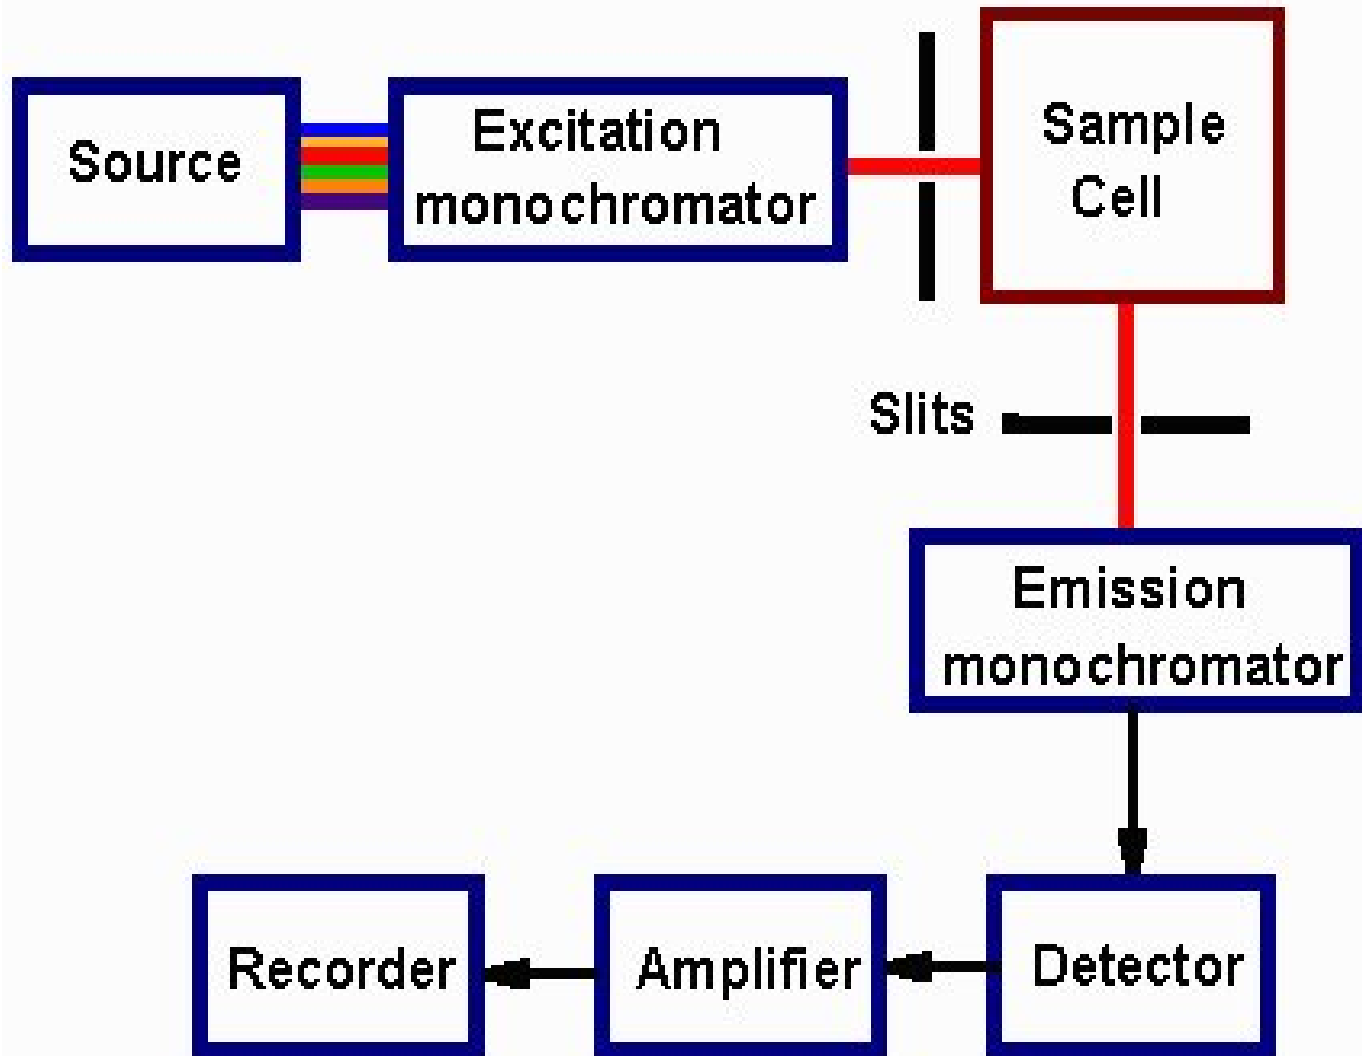 Source
Excitation
monochromator
Sample
Cell
Slits
Emission
monochromator
Recorder
Amplifier
Detector